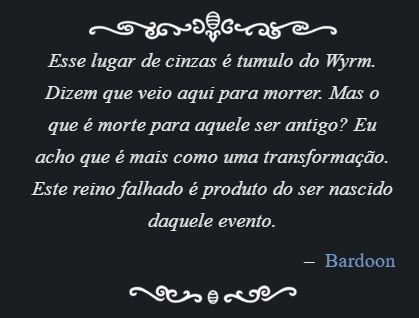 Esse lugar de cinzas é tumulo do Wyrm.
Dizem que veio aqui para morrer. Mas o
que é morte para aquele ser antigo? Eu
acho que é mais como uma transformação.
Este reino falhado é produto do ser nascido
daquele evento.
– Bardoon